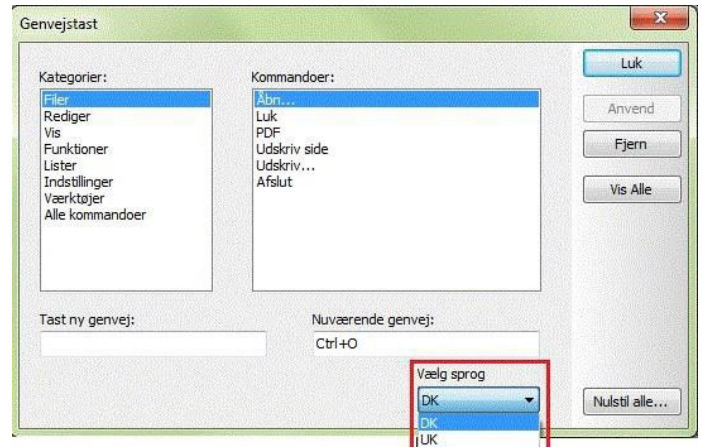 Genvejstast
Kategorier:
Filer
Rediger
Vis
Funktioner
Lister
Indstillinger
Værktøjer
Alle kommandoer
Kommandoer:
Åbn...
Luk
PDF
Udskriv side
Udskriv...
Afslut
Luk
Anvend
Fjern
Vis Alle
Tast ny genvej:
Nuværende genvej:
Ctrl+O
Vælg sprog
DK
DK
UK
Nulstil alle...